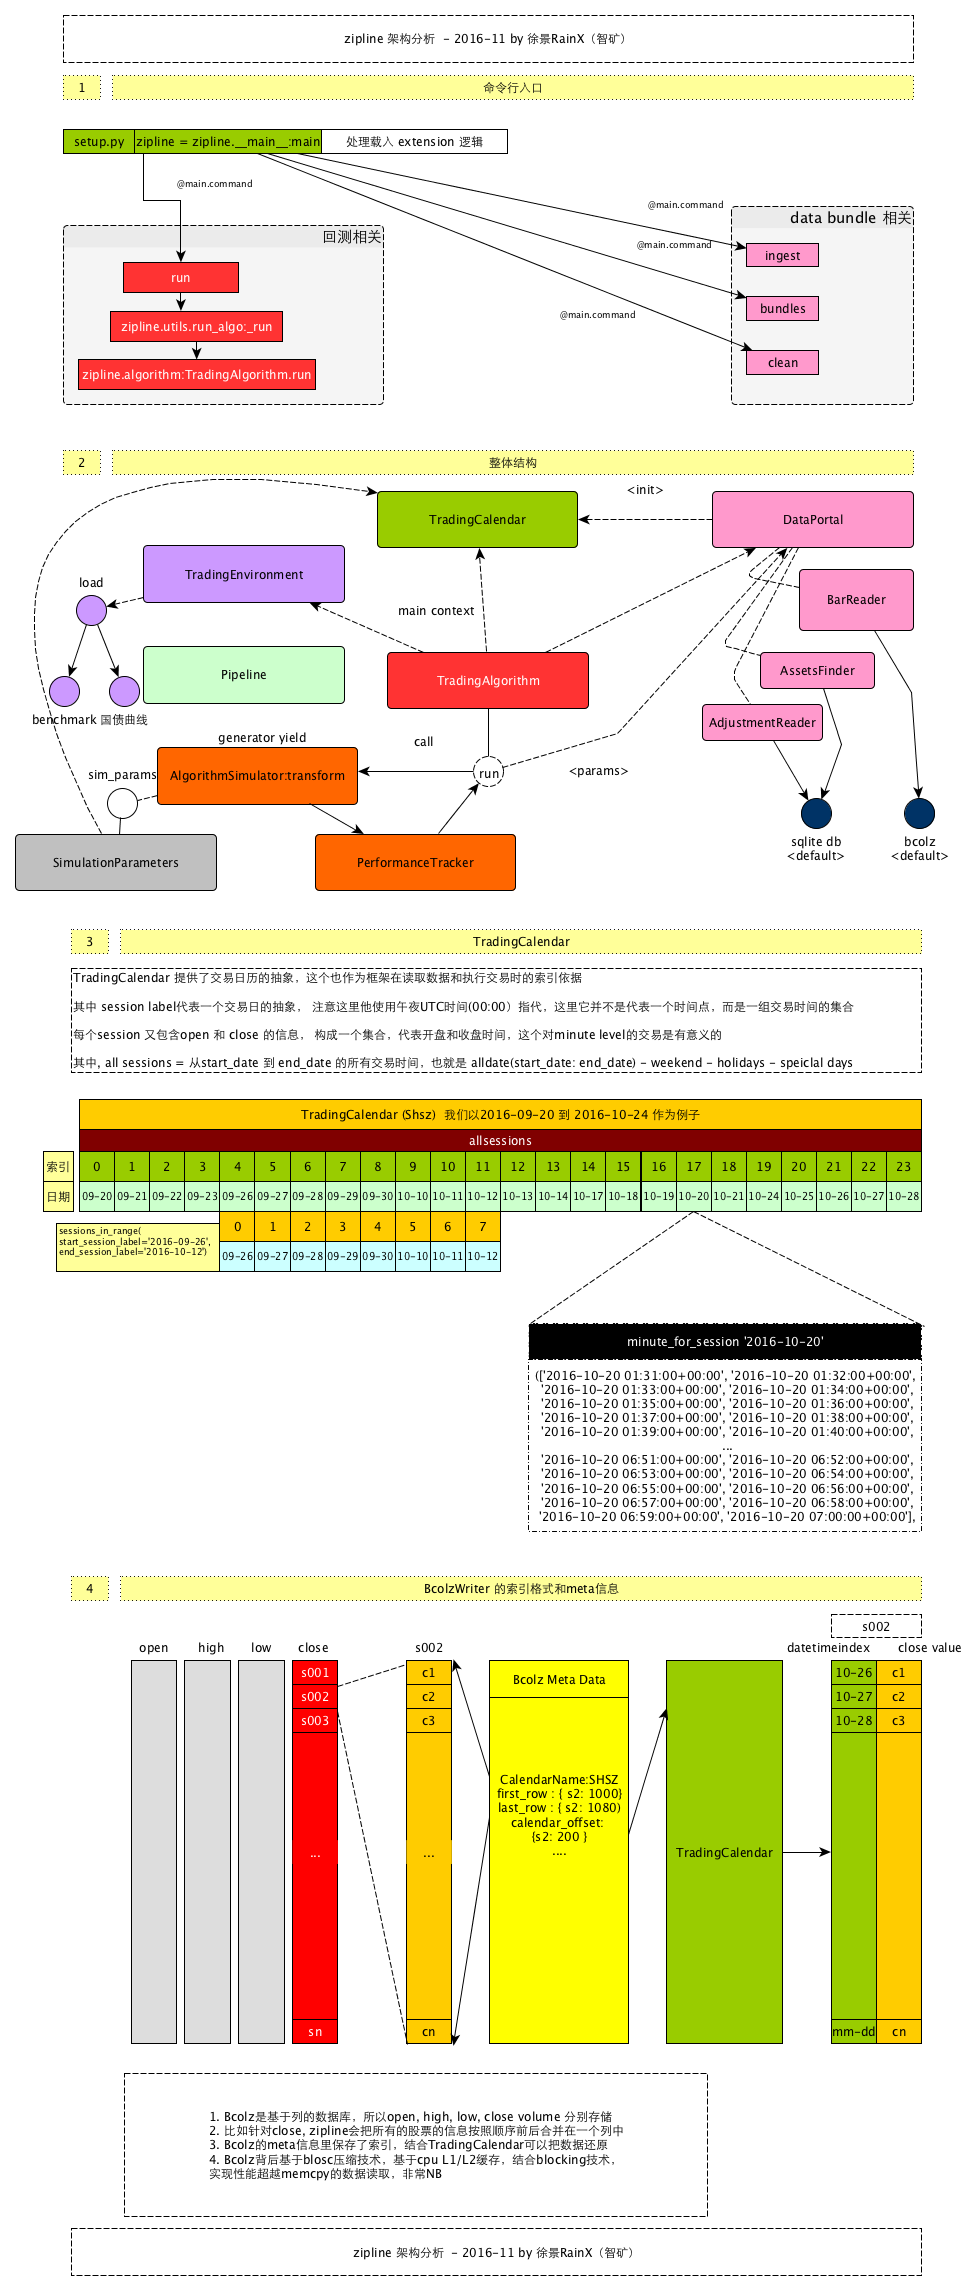 zipline 架构分析 - 2016-11 by 徐景RainX（智矿）
1
命令行人口
setup.py
zipline = zipline.__main__:main
处理载人 extension 逻辑
@main.command
@main.command
@main.command
@main.command
回测相关
run
zipline.utils.run_algo:_run
zipline.algorithm:TradingAlgorithm.run
data bundle 相关
ingest
bundles
clean
2
整体结构
TradingCalendar
<init>
DataPortal
TradingEnvironment
load
main context
BarReader
Pipeline
TradingAlgorithm
AssetsFinder
benchmark 国债曲线
AdjustmentReader
generator yield
call
sim_params
AlgorithmSimulator:transform
run
<params>
SimulationParameters
PerformanceTracker
sqlite db
<default>
bcolz
<default>
3
TradingCalendar
TradingCalendar 提供了交易日历的抽象，这个也作为框架在读取数据和执行交易时的索引依据
其中 session label代表一个交易日的抽象， 注意这里他使用午夜UTC时间(00:00）指代，这里它并不是代表一个时间点，而是一组交易时间的集合
每个session 又包含open 和 close 的信息， 构成一个集合，代表开盘和收盘时间，这个对minute level的交易是有意义的
其中, all sessions = 从start_date 到 end_date 的所有交易时间，也就是 alldate(start_date: end_date) - weekend - holidays - speiclal days
TradingCalendar (Shsz)  我们以2016-09-20 到 2016-10-24 作为例子
allsessions
索引 0 1 2 3 4 5 6 7 8 9 10 11 12 13 14 15 16 17 18 19 20 21 22 23
日期 09-20 09-21 09-22 09-23 09-26 09-27 09-28 09-29 09-30 10-10 10-11 10-12 10-13 10-14 10-17 10-18 10-19 10-20 10-21 10-24 10-25 10-26 10-27 10-28
sessions_in_range(
start_session_label='2016-09-26',
end_session_label='2016-10-12')
0 1 2 3 4 5 6 7
09-26 09-27 09-28 09-29 09-30 10-10 10-11 10-12
minute_for_session '2016-10-20'
(['2016-10-20 01:31:00+00:00', '2016-10-20 01:32:00+00:00',
'2016-10-20 01:33:00+00:00', '2016-10-20 01:34:00+00:00',
'2016-10-20 01:35:00+00:00', '2016-10-20 01:36:00+00:00',
'2016-10-20 01:37:00+00:00', '2016-10-20 01:38:00+00:00',
'2016-10-20 01:39:00+00:00', '2016-10-20 01:40:00+00:00',
...
'2016-10-20 06:51:00+00:00', '2016-10-20 06:52:00+00:00',
'2016-10-20 06:53:00+00:00', '2016-10-20 06:54:00+00:00',
'2016-10-20 06:55:00+00:00', '2016-10-20 06:56:00+00:00',
'2016-10-20 06:57:00+00:00', '2016-10-20 06:58:00+00:00',
'2016-10-20 06:59:00+00:00', '2016-10-20 07:00:00+00:00'],
4
BcolzWriter 的索引格式和meta信息
s002
open high low close s002 datetimeindex close value
s001 c1 Bcolz Meta Data 10-26 c1
s002 c2 10-27 c2
s003 c3 10-28 c3
CalendarName:SHSZ
first_row : { s2: 1000}
last_row : { s2: 1080)
calendar_offset:
{s2: 200 }
....
... ... TradingCalendar
sn cn mm-dd cn
1. Bcolz是基于列的数据库，所以open, high, low, close volume 分别存储
2. 比如针对close, zipline会把所有的股票的信息按照顺序前后合并在一个列中
3. Bcolz的meta信息里保存了索引，结合TradingCalendar可以把数据还原
4. Bcolz背后基于blosc压缩技术，基于cpu L1/L2缓存，结合blocking技术，
实现性能超越memcpy的数据读取，非常NB
zipline 架构分析 - 2016-11 by 徐景RainX（智矿）